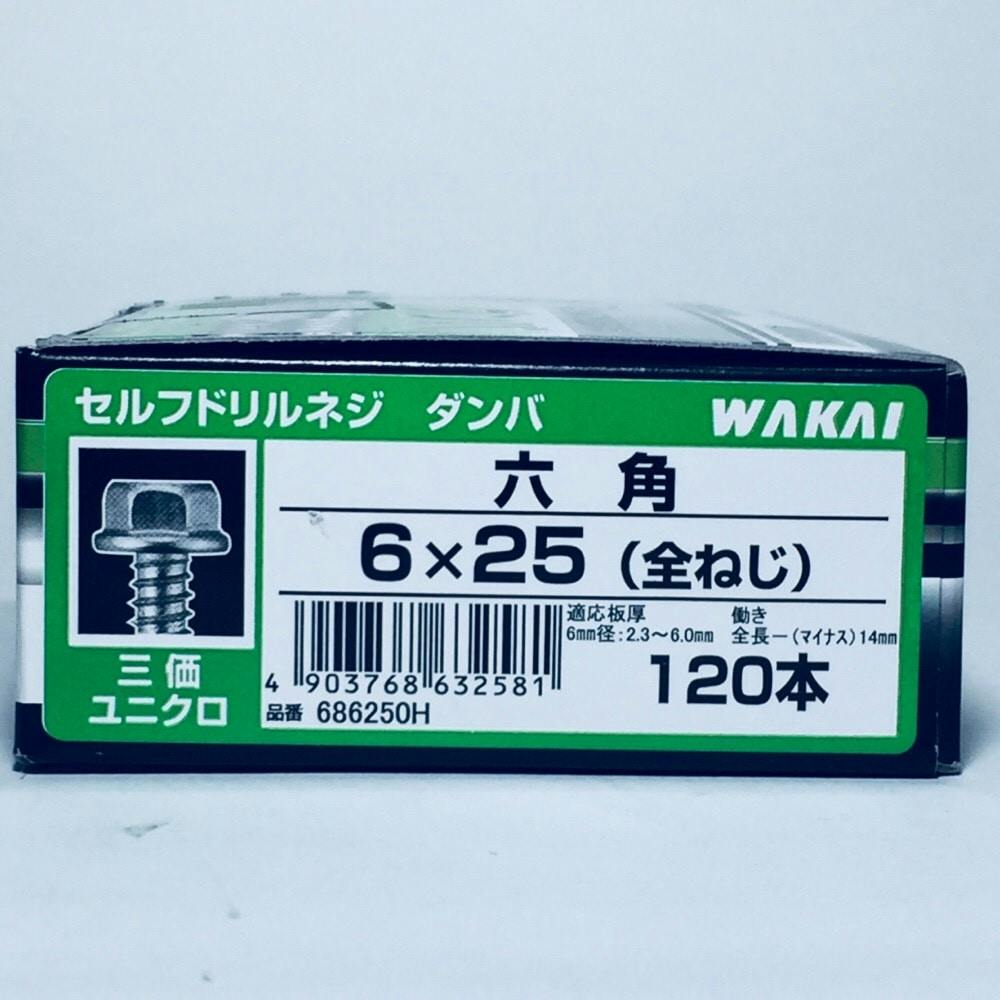 セルフドリルネジ ダンバ
WAKAI
六 角
6×25 (全ねじ)
三価
ユニクロ
適応板厚 働き
6mm径:2.3〜6.0mm 全長ー(マイナス)14mm
120本
4 903768 632581
品番 686250H